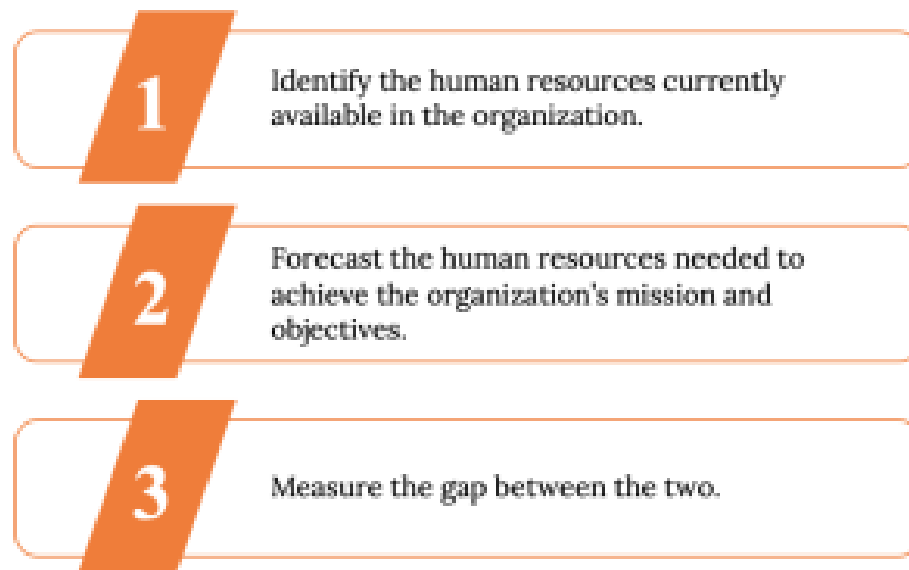 1
Identify the human resources currently
available in the organization.
2
Forecast the human resources needed to
achieve the organization's mission and
objectives.
3
Measure the gap between the two.